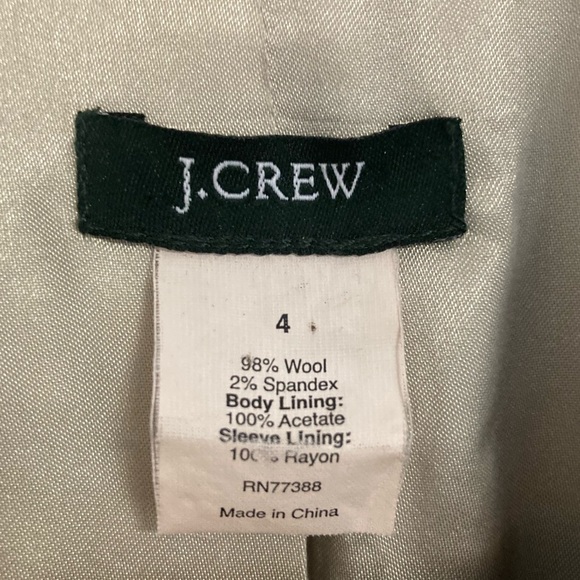 J.CREW
4
98% Wool
2% Spandex
Body Lining:
100% Acetate
Sleeve Lining:
100% Rayon
RN77388
Made in China